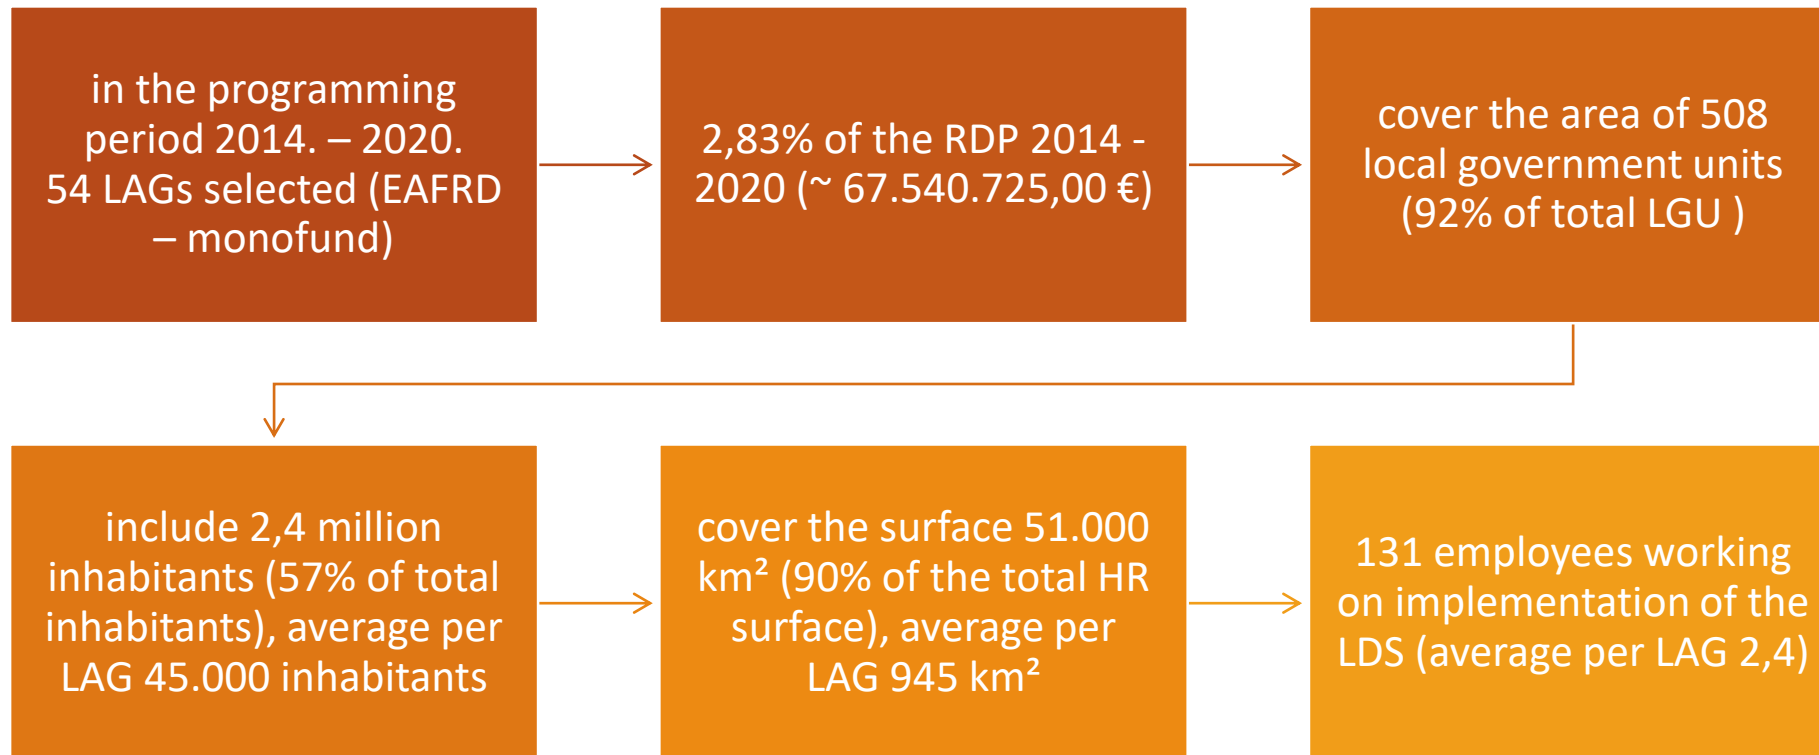 in the programming
period 2014. – 2020.
54 LAGs selected (EAFRD
– monofund)
2,83% of the RDP 2014 -
2020 (~ 67.540.725,00 €)
cover the area of 508
local government units
(92% of total LGU )
include 2,4 million
inhabitants (57% of total
inhabitants), average per
LAG 45.000 inhabitants
cover the surface 51.000
km² (90% of the total HR
surface), average per
LAG 945 km²
131 employees working
on implementation of the
LDS (average per LAG 2,4)